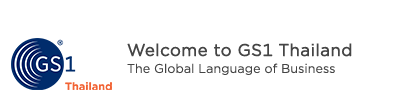 Welcome to GS1 Thailand
The Global Language of Business
GS1 ®
Thailand